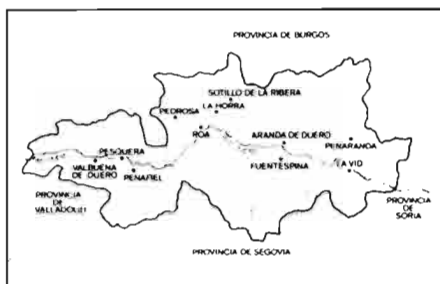 PROVINCIA DE BURGOS
SOTILLO DE LA RIBERA
LA HORRA
PEDROSA
ROA
ARANDA DE DUERO
PENARANDA
PESQUERA
VALBUENA
DE DUERO
PEÑAFIEL
FUENTESPINA
LA VID
PROVINCIA
DE
VALLADOLID
PROVINCIA
DE
SORIA
PROVINCIA DE SEGOVIA